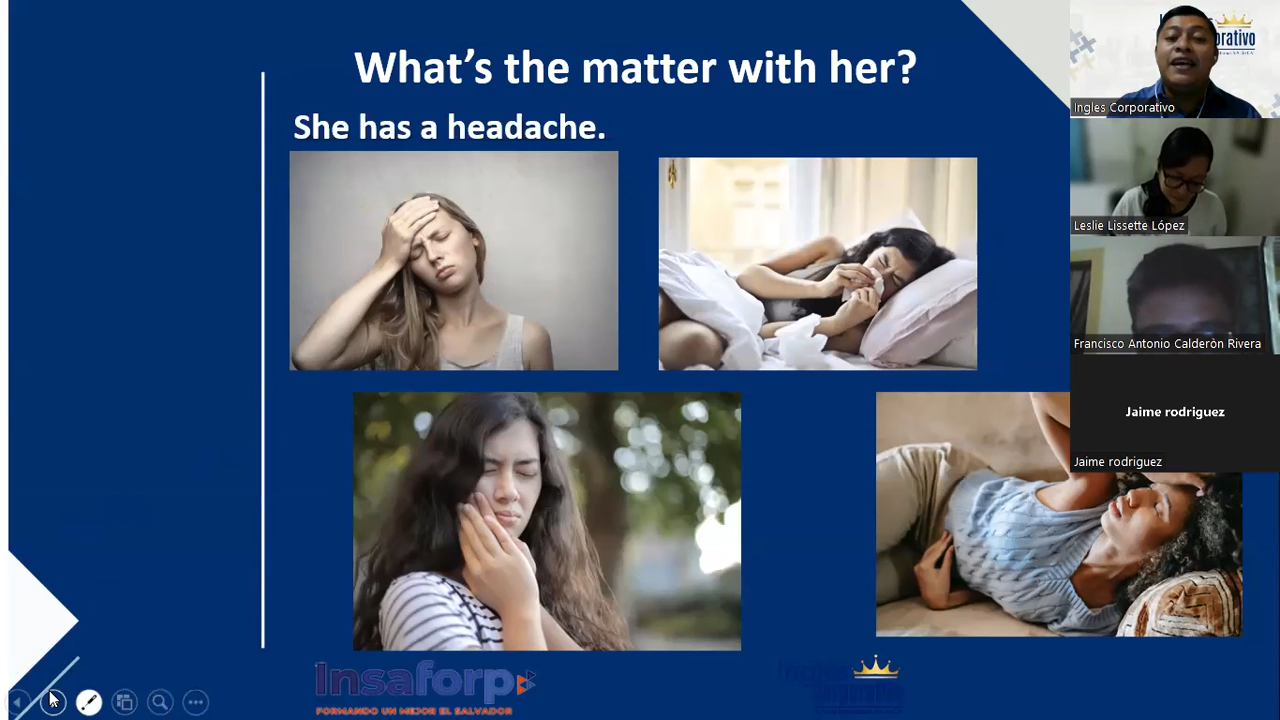 What's the matter with her?
She has a headache.
Insaforp
FORMANDO UN MEJOR EL SALVADOR
Ingles Corporativo
Leslie Lissette López
Francisco Antonio Calderòn Rivera
Jaime rodriguez
Jaime rodriguez